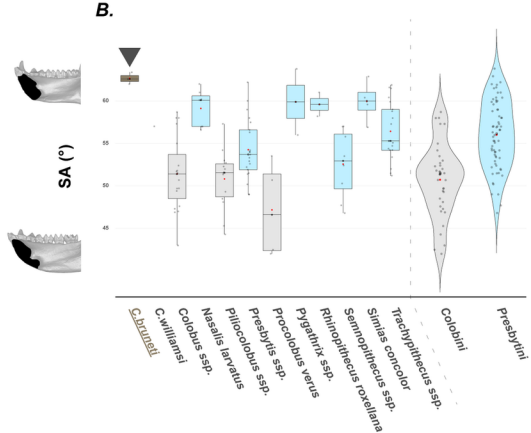 B.
SA (°)
60
55
50
45
C.bruneti
C.williamsi
Colobus ssp.
Nasalis larvatus
Piliocolobus ssp.
Presbytis ssp.
Procolobus verus
Pygathrix ssp.
Rhinopithecus roxellana
Semnopithecus ssp.
Simias concolor
Trachypithecus ssp.
Colobini
Presbytini